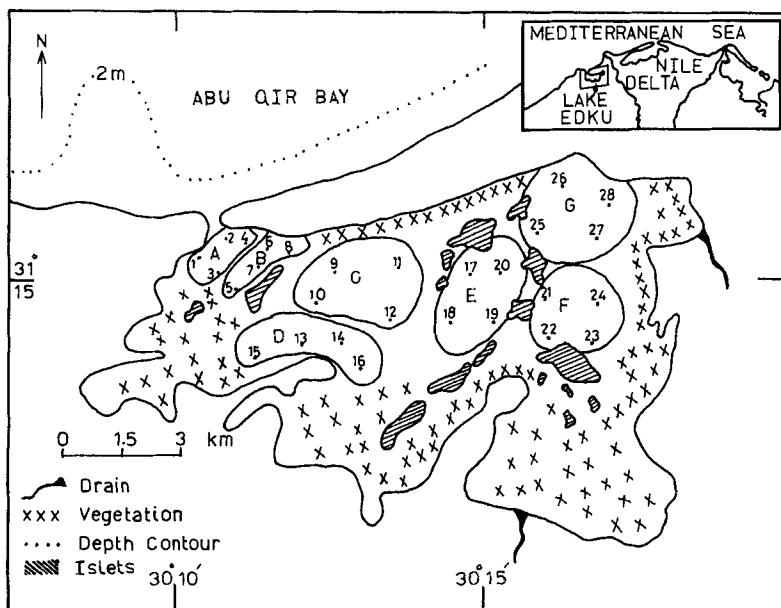 N
2m
ABU QIR BAY
MEDITERRANEAN SEA
NILE
DELTA
LAKE
EDKU
26
28
G
25
27
2 4 6 8
A B
1
3 7
5
9 11
C
10
12
17 20
E
18 19
21 24
F
22 23
D 13 14
15
16
31°
15
0 1.5 3 km
Drain
xxx Vegetation
.... Depth Contour
Islets
30°10′
30°15′